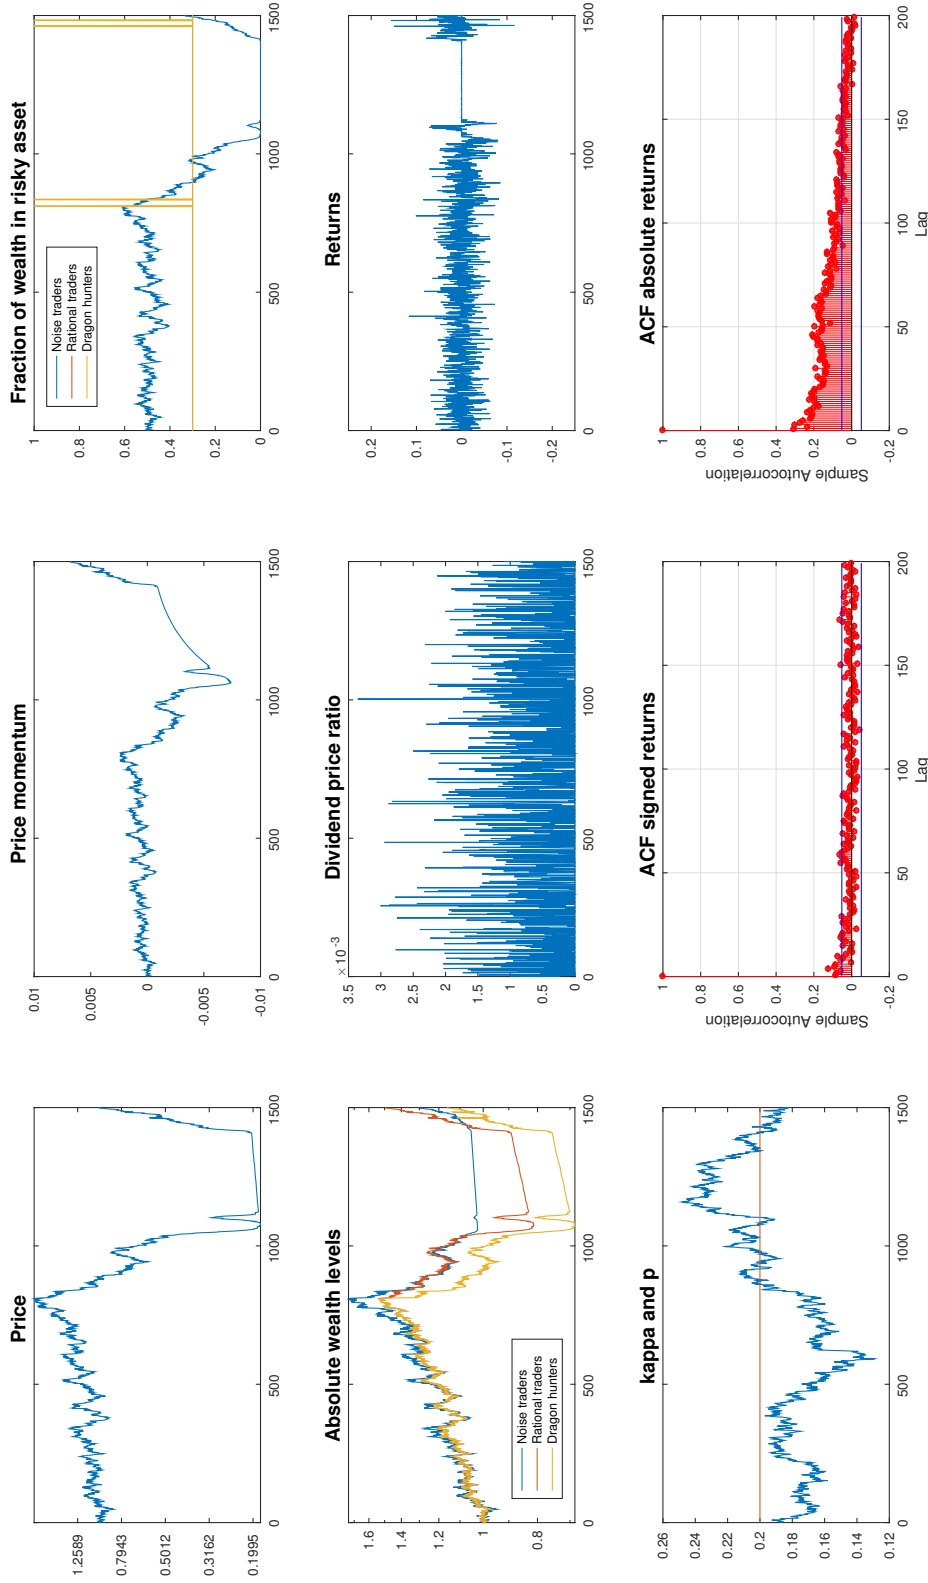 Price
1.2589
0.7943
0.5012
0.3162
0.1995
0 500 1000 1500
Price momentum
0.01
0.005
0
-0.005
-0.01
0 500 1000 1500
Fraction of wealth in risky asset
1
0.8
0.6
0.4
0.2
0
Noise traders
Rational traders
Dragon hunters
0 500 1000 1500
Absolute wealth levels
1.6
1.4
1.2
1
0.8
Noise traders
Rational traders
Dragon hunters
0 500 1000 1500
Dividend price ratio
×10⁻³
3.5
3
2.5
2
1.5
1
0.5
0
0 500 1000 1500
Returns
0.2
0.1
0
-0.1
-0.2
0 500 1000 1500
kappa and p
0.26
0.24
0.22
0.2
0.18
0.16
0.14
0.12
0 500 1000 1500
ACF signed returns
Sample Autocorrelation
1
0.8
0.6
0.4
0.2
0
-0.2
0 50 100 150 200
Lag
ACF absolute returns
Sample Autocorrelation
1
0.8
0.6
0.4
0.2
0
-0.2
0 50 100 150 200
Lag